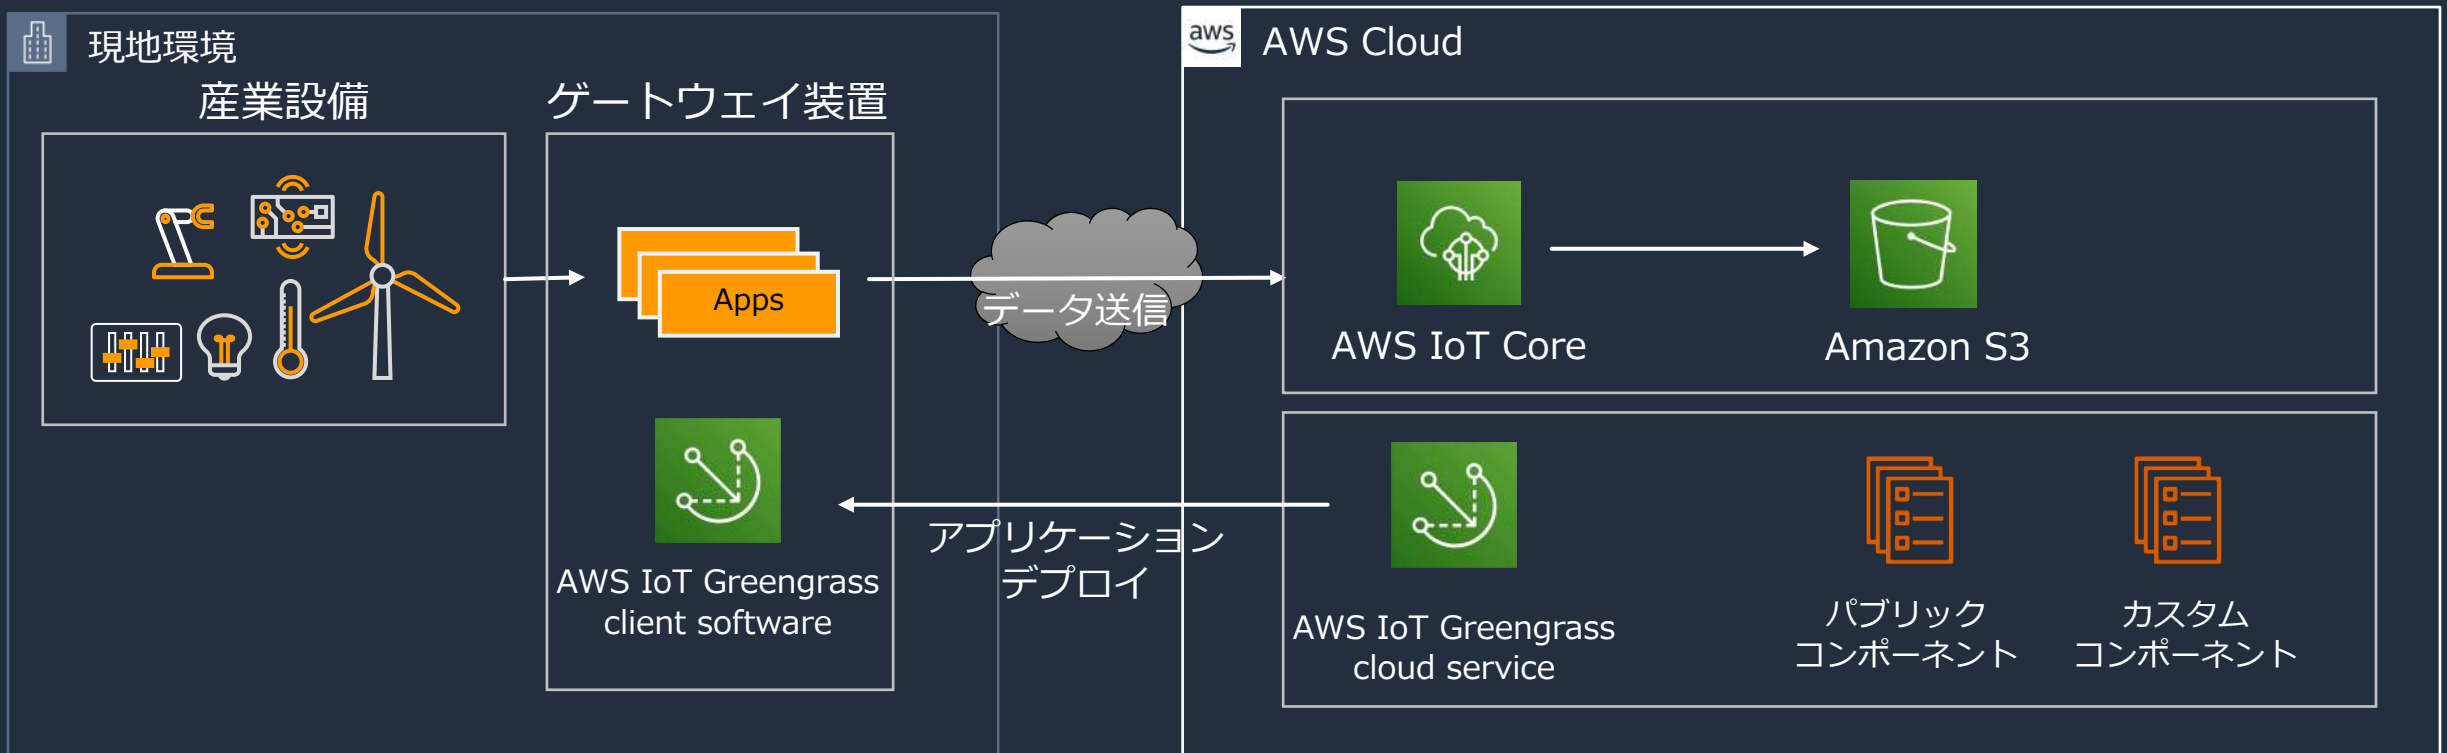 現地環境
産業設備
ゲートウェイ装置
Apps
AWS IoT Greengrass
client software
データ送信
アプリケーション
デプロイ
aws
AWS Cloud
AWS IoT Core
Amazon S3
AWS IoT Greengrass
cloud service
パブリック
コンポーネント
カスタム
コンポーネント